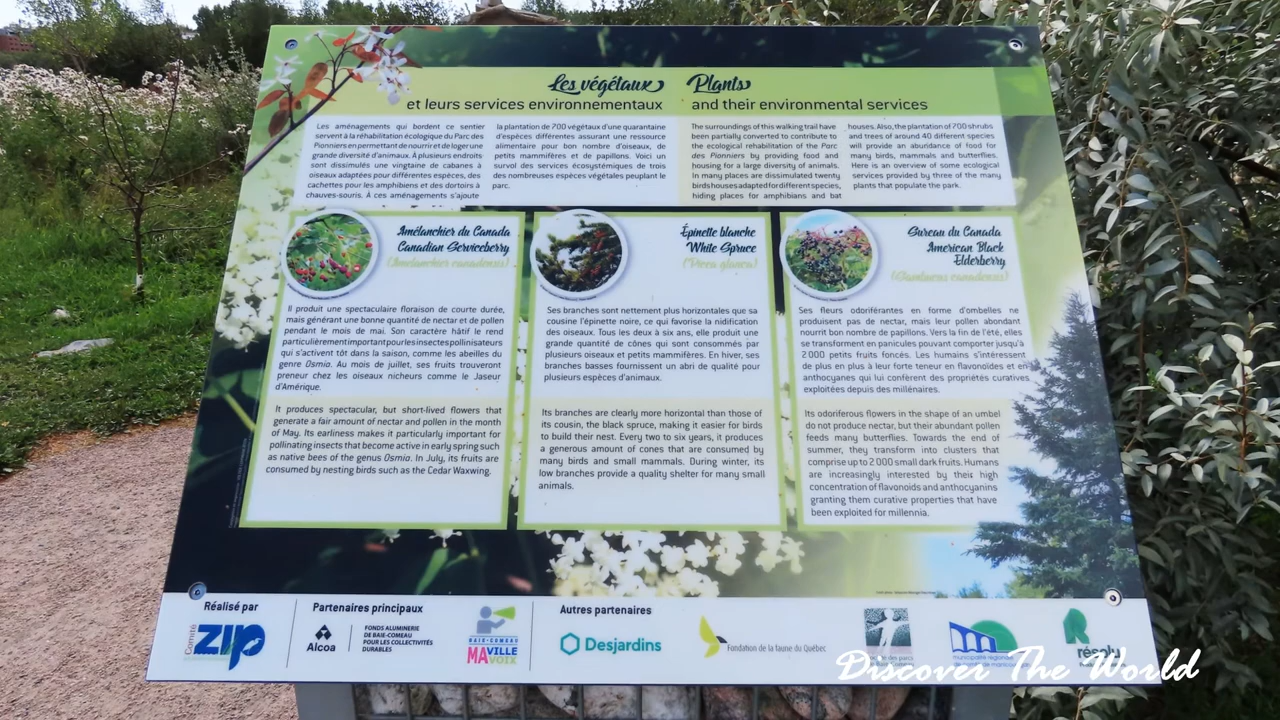 Les végétaux
et leurs services environnementaux
Plants
and their environmental services
Les aménagements qui bordent ce sentier
servent à la réhabilitation écologique du Parc des
Pionniers en permettant de nourrir et de loger une
grande diversité d'animaux. À plusieurs endroits
sont dissimulés une vingtaine de cabanes à
oiseaux adaptées pour différentes espèces, des
cachettes pour les amphibiens et des dortoirs à
chauves-souris. À ces aménagements s'ajoute
la plantation de 700 végétaux d'une quarantaine
d'espèces différentes assurant une ressource
alimentaire pour bon nombre d'oiseaux, de
petits mammifères et de papillons. Voici un
survol des services écosystémiques de trois
des nombreuses espèces végétales peuplant le
parc.
The surroundings of this walking trail have
been partially converted to contribute to
the ecological rehabilitation of the Parc
des Pionniers by providing food and
housing for a large diversity of animals.
In many places are dissimulated twenty
birds houses adapted for different species,
hiding places for amphibians and bat
houses. Also, the plantation of 700 shrubs
and trees of around 40 different species
will provide an abundance of food for
many birds, mammals and butterflies.
Here is an overview of some ecological
services provided by three of the many
plants that populate the park.
Amélanchier du Canada
Canadian Serviceberry
(Amelanchier canadensis)
Il produit une spectaculaire floraison de courte durée,
mais générant une bonne quantité de nectar et de pollen
pendant le mois de mai. Son caractère hâtif le rend
particulièrement important pour les insectes pollinisateurs
qui s'activent tôt dans la saison, comme les abeilles du
genre Osmia. Au mois de juillet, ses fruits trouveront
preneur chez les oiseaux nicheurs comme le Jaseur
d'Amérique.
It produces spectacular, but short-lived flowers that
generate a fair amount of nectar and pollen in the month
of May. Its earliness makes it particularly important for
pollinating insects that become active in early spring such
as native bees of the genus Osmia. In July, its fruits are
consumed by nesting birds such as the Cedar Waxwing.
Épinette blanche
White Spruce
(Picea glauca)
Ses branches sont nettement plus horizontales que sa
cousine l'épinette noire, ce qui favorise la nidification
des oiseaux. Tous les deux à six ans, elle produit une
grande quantité de cônes qui sont consommés par
plusieurs oiseaux et petits mammifères. En hiver, ses
branches basses fournissent un abri de qualité pour
plusieurs espèces d'animaux.
Its branches are clearly more horizontal than those of
its cousin, the black spruce, making it easier for birds
to build their nest. Every two to six years, it produces
a generous amount of cones that are consumed by
many birds and small mammals. During winter, its
low branches provide a quality shelter for many small
animals.
Sureau du Canada
American Black
Elderberry
(Sambucus canadensis)
Ses fleurs odoriférantes en forme d'ombelles ne
produisent pas de nectar, mais leur pollen abondant
nourrit bon nombre de papillons. Vers la fin de l'été, elles
se transforment en panicules pouvant comporter jusqu'à
2 000 petits fruits foncés. Les humains s'intéressent
de plus en plus à leur forte teneur en flavonoïdes et en
anthocyanes qui lui confèrent des propriétés curatives
exploitées depuis des millénaires.
Its odoriferous flowers in the shape of an umbel
do not produce nectar, but their abundant pollen
feeds many butterflies. Towards the end of
summer, they transform into clusters that
comprise up to 2 000 small dark fruits. Humans
are increasingly interested by their high
concentration of flavonoids and anthocyanins
granting them curative properties that have
been exploited for millennia.
Réalisé par
Comité
ZIP
Partenaires principaux
Alcoa
FONDS ALUMINERIE
DE BAIE-COMEAU
POUR LES COLLECTIVITÉS
DURABLES
BAIE-COMEAU
MAVILLE
MAVOIX
Autres partenaires
Desjardins
Fondation de la faune du Québec
municipalité régionale
Discover The World